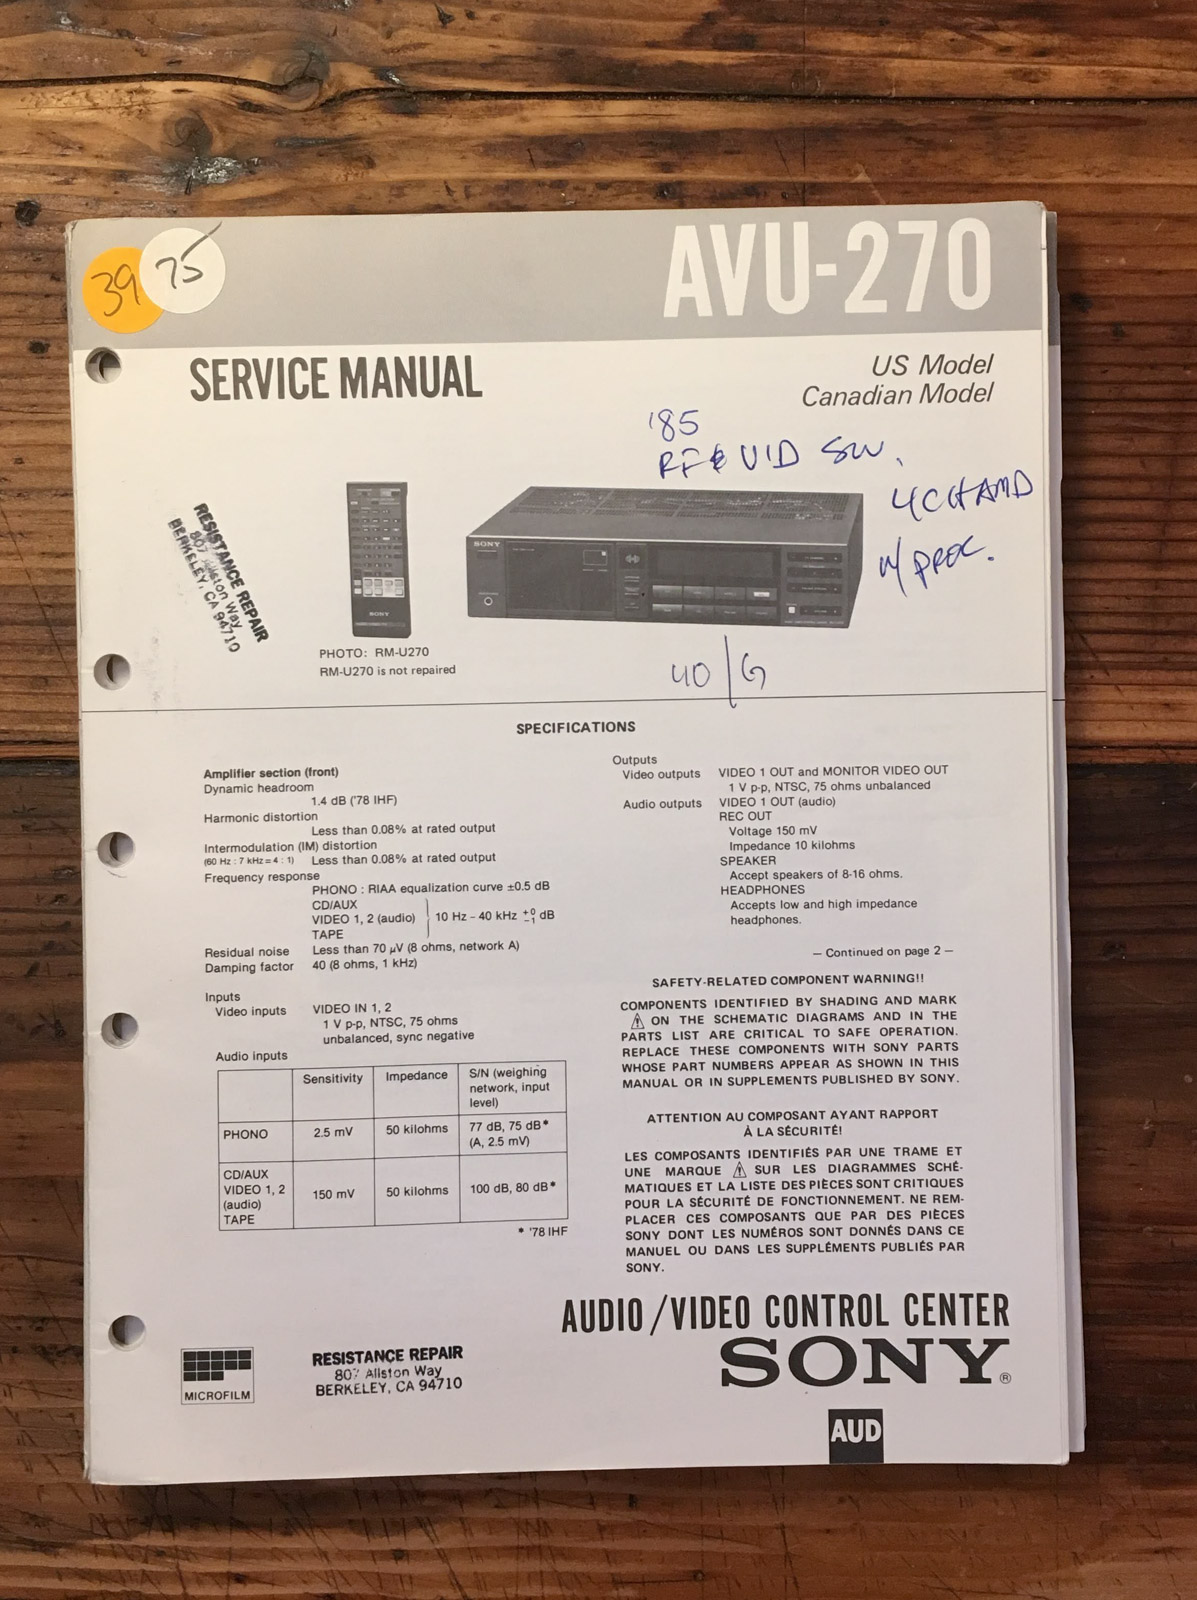 AVU-270
39
75
SERVICE MANUAL
US Model
Canadian Model
'85
RF & VID SW.
4CH AMP
W/ PROC.
RESISTANCE REPAIR
807 Allston Way
BERKELEY, CA 94710
SONY
SONY
PHOTO: RM-U270
RM-U270 is not repaired
40/G
SPECIFICATIONS
Amplifier section (front)
Dynamic headroom
1.4 dB ('78 IHF)
Harmonic distortion
Less than 0.08% at rated output
Intermodulation (IM) distortion
(60 Hz : 7 kHz = 4 : 1) Less than 0.08% at rated output
Frequency response
PHONO : RIAA equalization curve ±0.5 dB
CD/AUX
VIDEO 1, 2 (audio) 10 Hz – 40 kHz +0 −1 dB
TAPE
Residual noise Less than 70 µV (8 ohms, network A)
Damping factor 40 (8 ohms, 1 kHz)
Inputs
Video inputs VIDEO IN 1, 2
1 V p-p, NTSC, 75 ohms
unbalanced, sync negative
Audio inputs
Sensitivity Impedance S/N (weighing
network, input
level)
PHONO 2.5 mV 50 kilohms 77 dB, 75 dB*
(A, 2.5 mV)
CD/AUX
VIDEO 1, 2
(audio)
TAPE
150 mV 50 kilohms 100 dB, 80 dB*
* '78 IHF
Outputs
Video outputs VIDEO 1 OUT and MONITOR VIDEO OUT
1 V p-p, NTSC, 75 ohms unbalanced
Audio outputs VIDEO 1 OUT (audio)
REC OUT
Voltage 150 mV
Impedance 10 kilohms
SPEAKER
Accept speakers of 8-16 ohms.
HEADPHONES
Accepts low and high impedance
headphones.
— Continued on page 2 —
SAFETY-RELATED COMPONENT WARNING!!
COMPONENTS IDENTIFIED BY SHADING AND MARK
⚠ ON THE SCHEMATIC DIAGRAMS AND IN THE
PARTS LIST ARE CRITICAL TO SAFE OPERATION.
REPLACE THESE COMPONENTS WITH SONY PARTS
WHOSE PART NUMBERS APPEAR AS SHOWN IN THIS
MANUAL OR IN SUPPLEMENTS PUBLISHED BY SONY.
ATTENTION AU COMPOSANT AYANT RAPPORT
À LA SÉCURITÉ!
LES COMPOSANTS IDENTIFIÉS PAR UNE TRAME ET
UNE MARQUE ⚠ SUR LES DIAGRAMMES SCHÉ-
MATIQUES ET LA LISTE DES PIÈCES SONT CRITIQUES
POUR LA SÉCURITÉ DE FONCTIONNEMENT. NE REM-
PLACER CES COMPOSANTS QUE PAR DES PIÈCES
SONY DONT LES NUMÉROS SONT DONNÉS DANS CE
MANUEL OU DANS LES SUPPLÉMENTS PUBLIÉS PAR
SONY.
AUDIO/VIDEO CONTROL CENTER
SONY®
AUD
MICROFILM
RESISTANCE REPAIR
807 Allston Way
BERKELEY, CA 94710